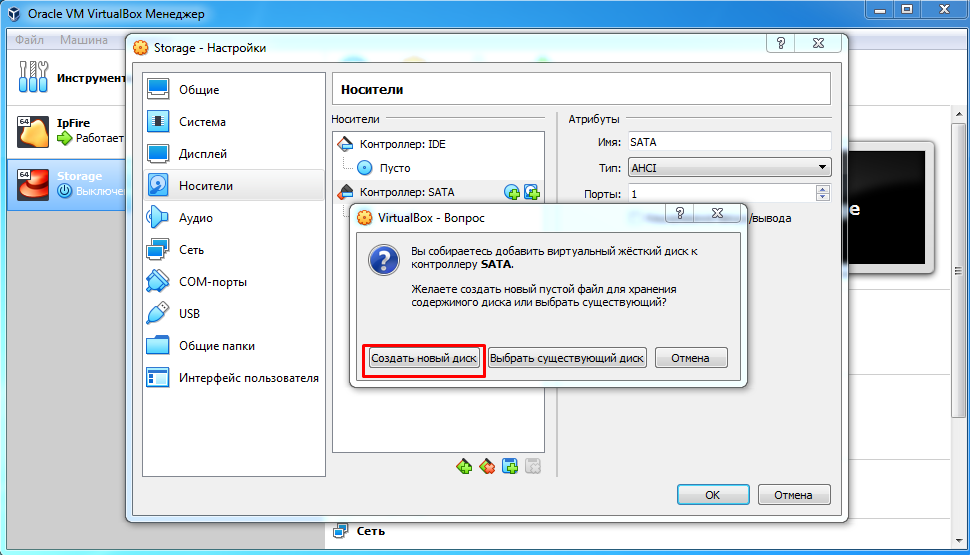 Oracle VM VirtualBox Менеджер
Файл Машина
Storage - Настройки
Инструмент
64
IpFire
Работает
64
Storage
Выключе
Общие
Система
Дисплей
Носители
Аудио
Сеть
COM-порты
USB
Общие папки
Интерфейс пользователя
Носители
Носители
Контроллер: IDE
Пусто
Контроллер: SATA
Атрибуты
Имя: SATA
Тип: AHCI
Порты: 1
/вывода
e
VirtualBox - Вопрос
Вы собираетесь добавить виртуальный жёсткий диск к
контроллеру SATA.
Желаете создать новый пустой файл для хранения
содержимого диска или выбрать существующий?
Создать новый диск
Выбрать существующий диск
Отмена
OK
Отмена
Сеть